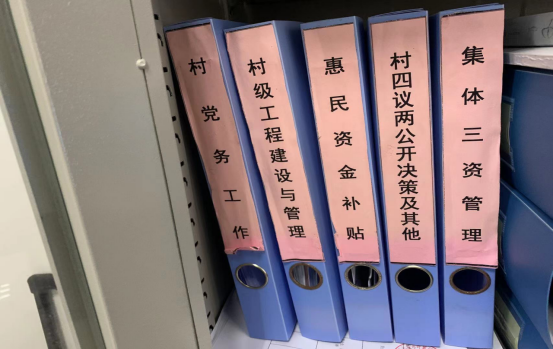 村党务工作
村级工程建设与管理
惠民资金补贴
村四议两公开决策及其他
集体三资管理